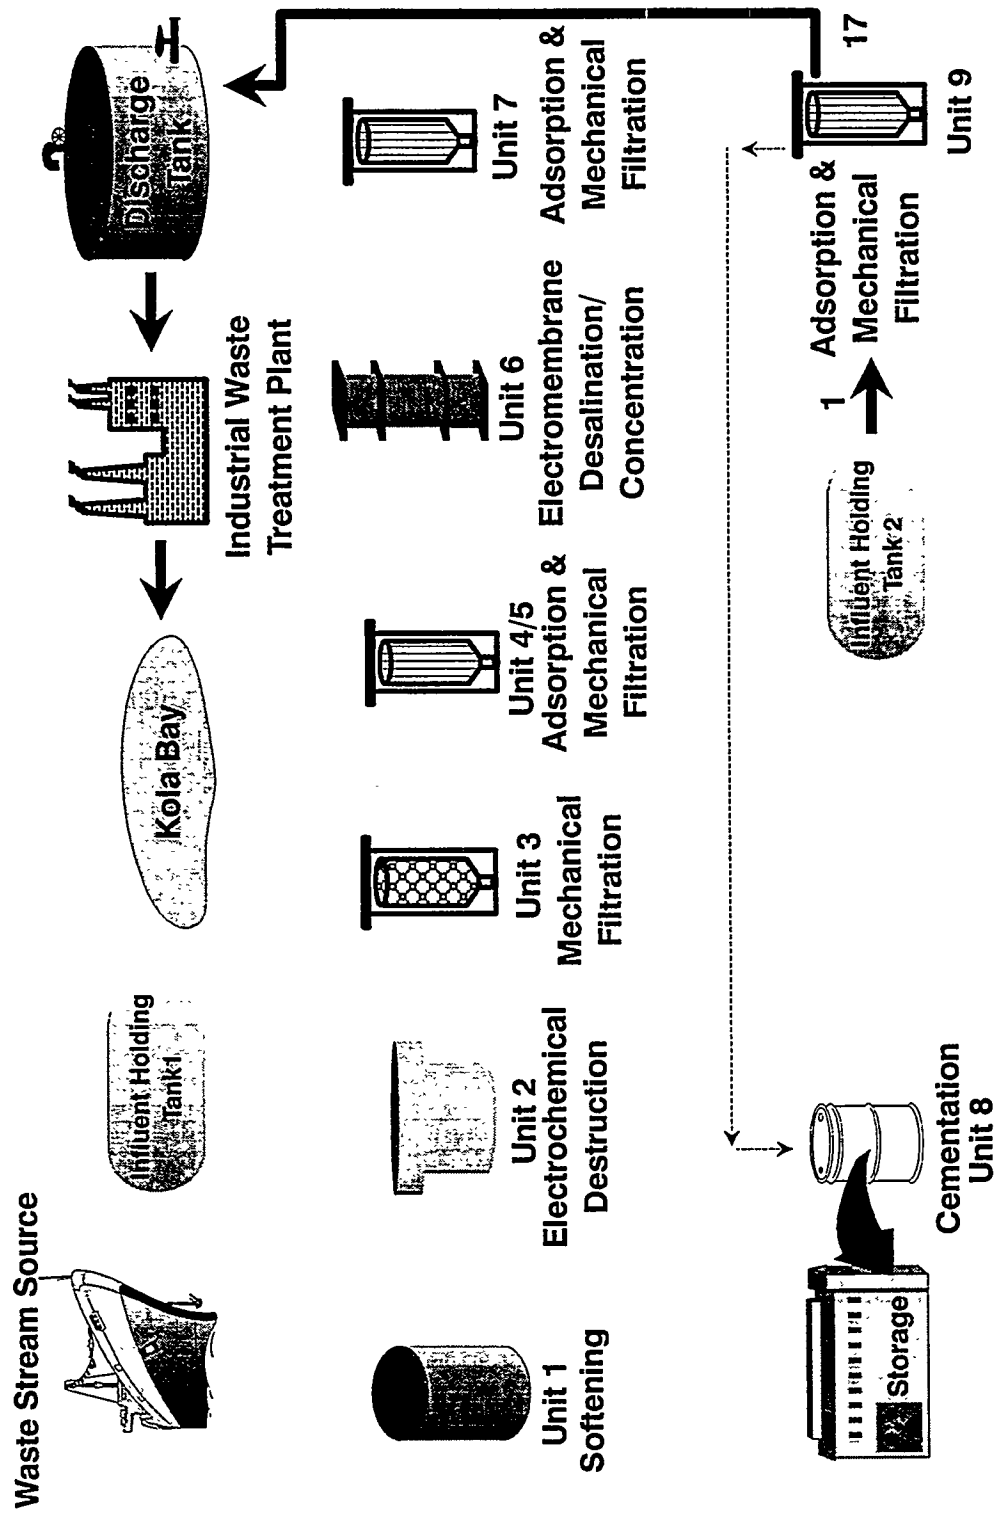 Waste Stream Source
Influent Holding
Tank 1
Kola Bay
Industrial Waste
Treatment Plant
Discharge
Tank
Unit 1
Softening
Unit 2
Electrochemical
Destruction
Unit 3
Mechanical
Filtration
Unit 4/5
Adsorption &
Mechanical
Filtration
Unit 6
Electromembrane
Desalination/
Concentration
Unit 7
Adsorption &
Mechanical
Filtration
Storage
Cementation
Unit 8
Influent Holding
Tank 2
1
Adsorption &
Mechanical
Filtration
Unit 9
17